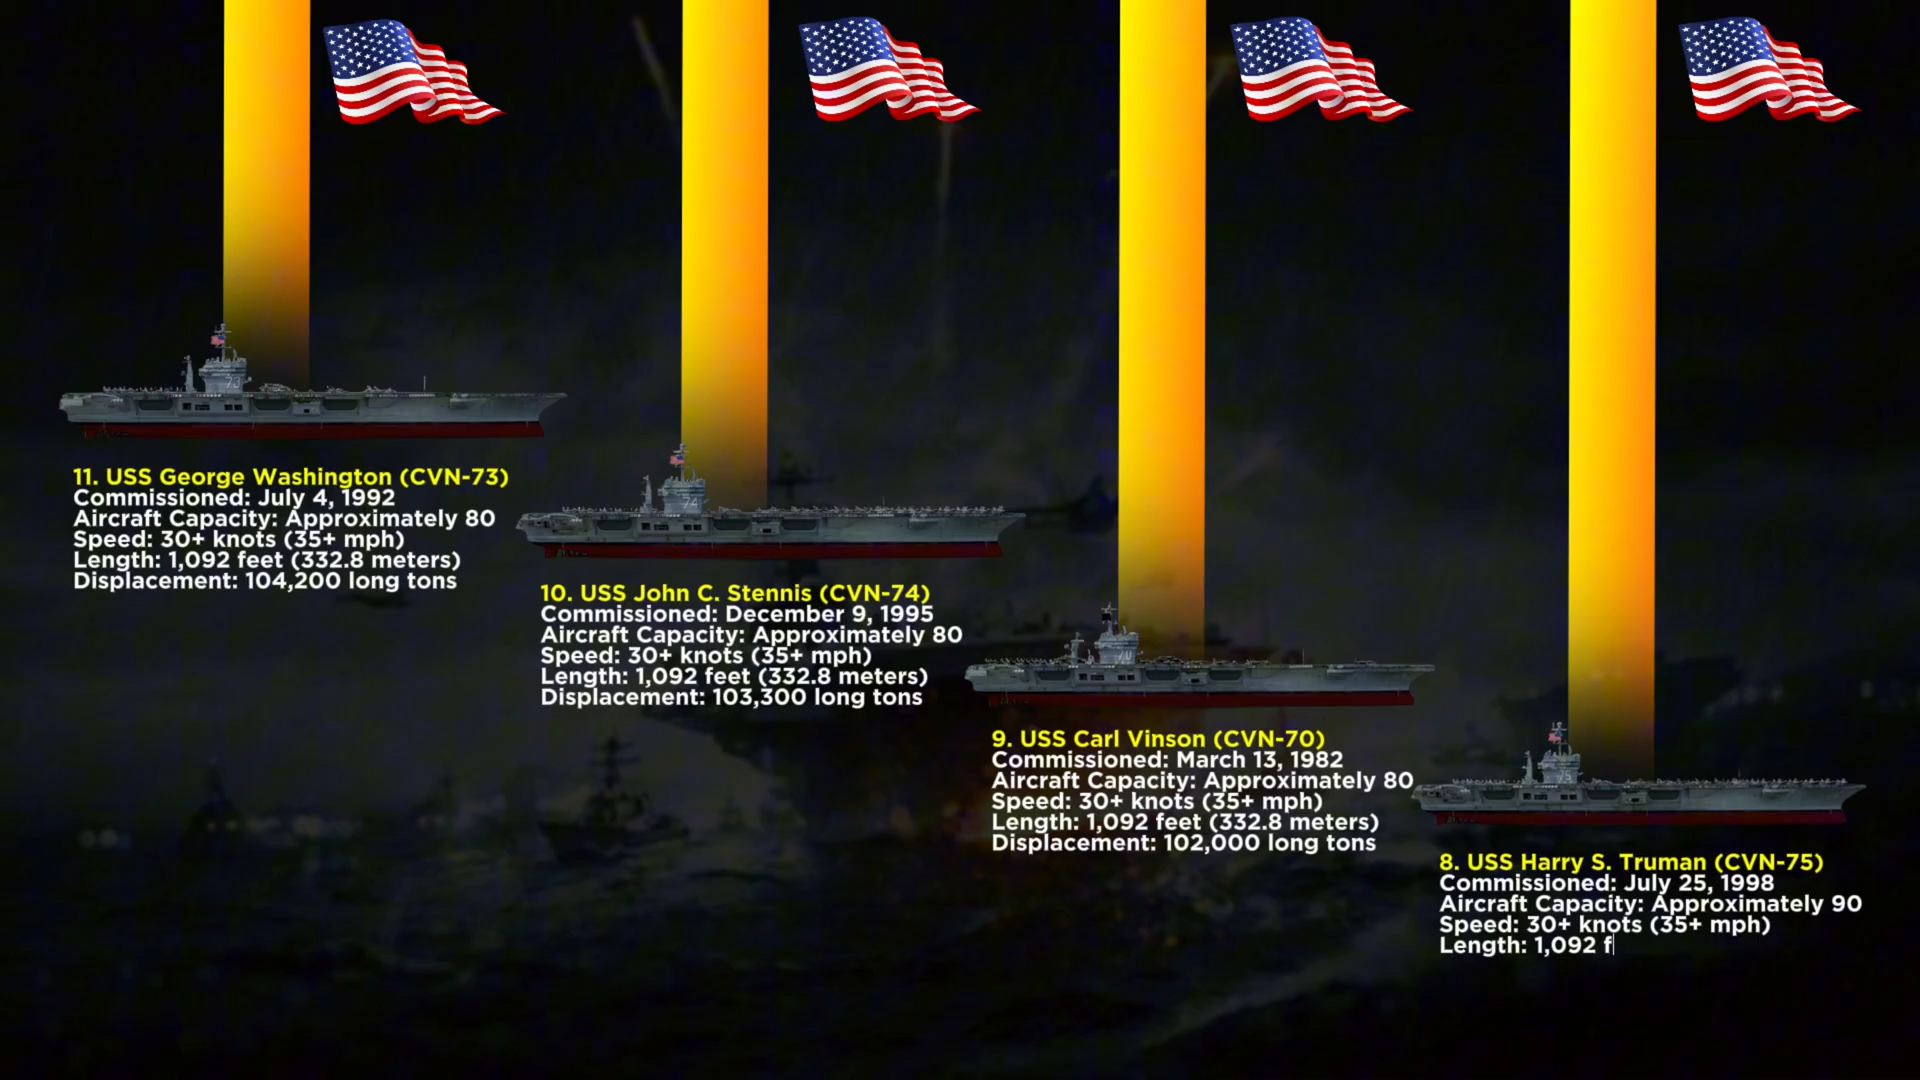 11. USS George Washington (CVN-73)
Commissioned: July 4, 1992
Aircraft Capacity: Approximately 80
Speed: 30+ knots (35+ mph)
Length: 1,092 feet (332.8 meters)
Displacement: 104,200 long tons
10. USS John C. Stennis (CVN-74)
Commissioned: December 9, 1995
Aircraft Capacity: Approximately 80
Speed: 30+ knots (35+ mph)
Length: 1,092 feet (332.8 meters)
Displacement: 103,300 long tons
9. USS Carl Vinson (CVN-70)
Commissioned: March 13, 1982
Aircraft Capacity: Approximately 80
Speed: 30+ knots (35+ mph)
Length: 1,092 feet (332.8 meters)
Displacement: 102,000 long tons
8. USS Harry S. Truman (CVN-75)
Commissioned: July 25, 1998
Aircraft Capacity: Approximately 90
Speed: 30+ knots (35+ mph)
Length: 1,092 f
73
74
70
75